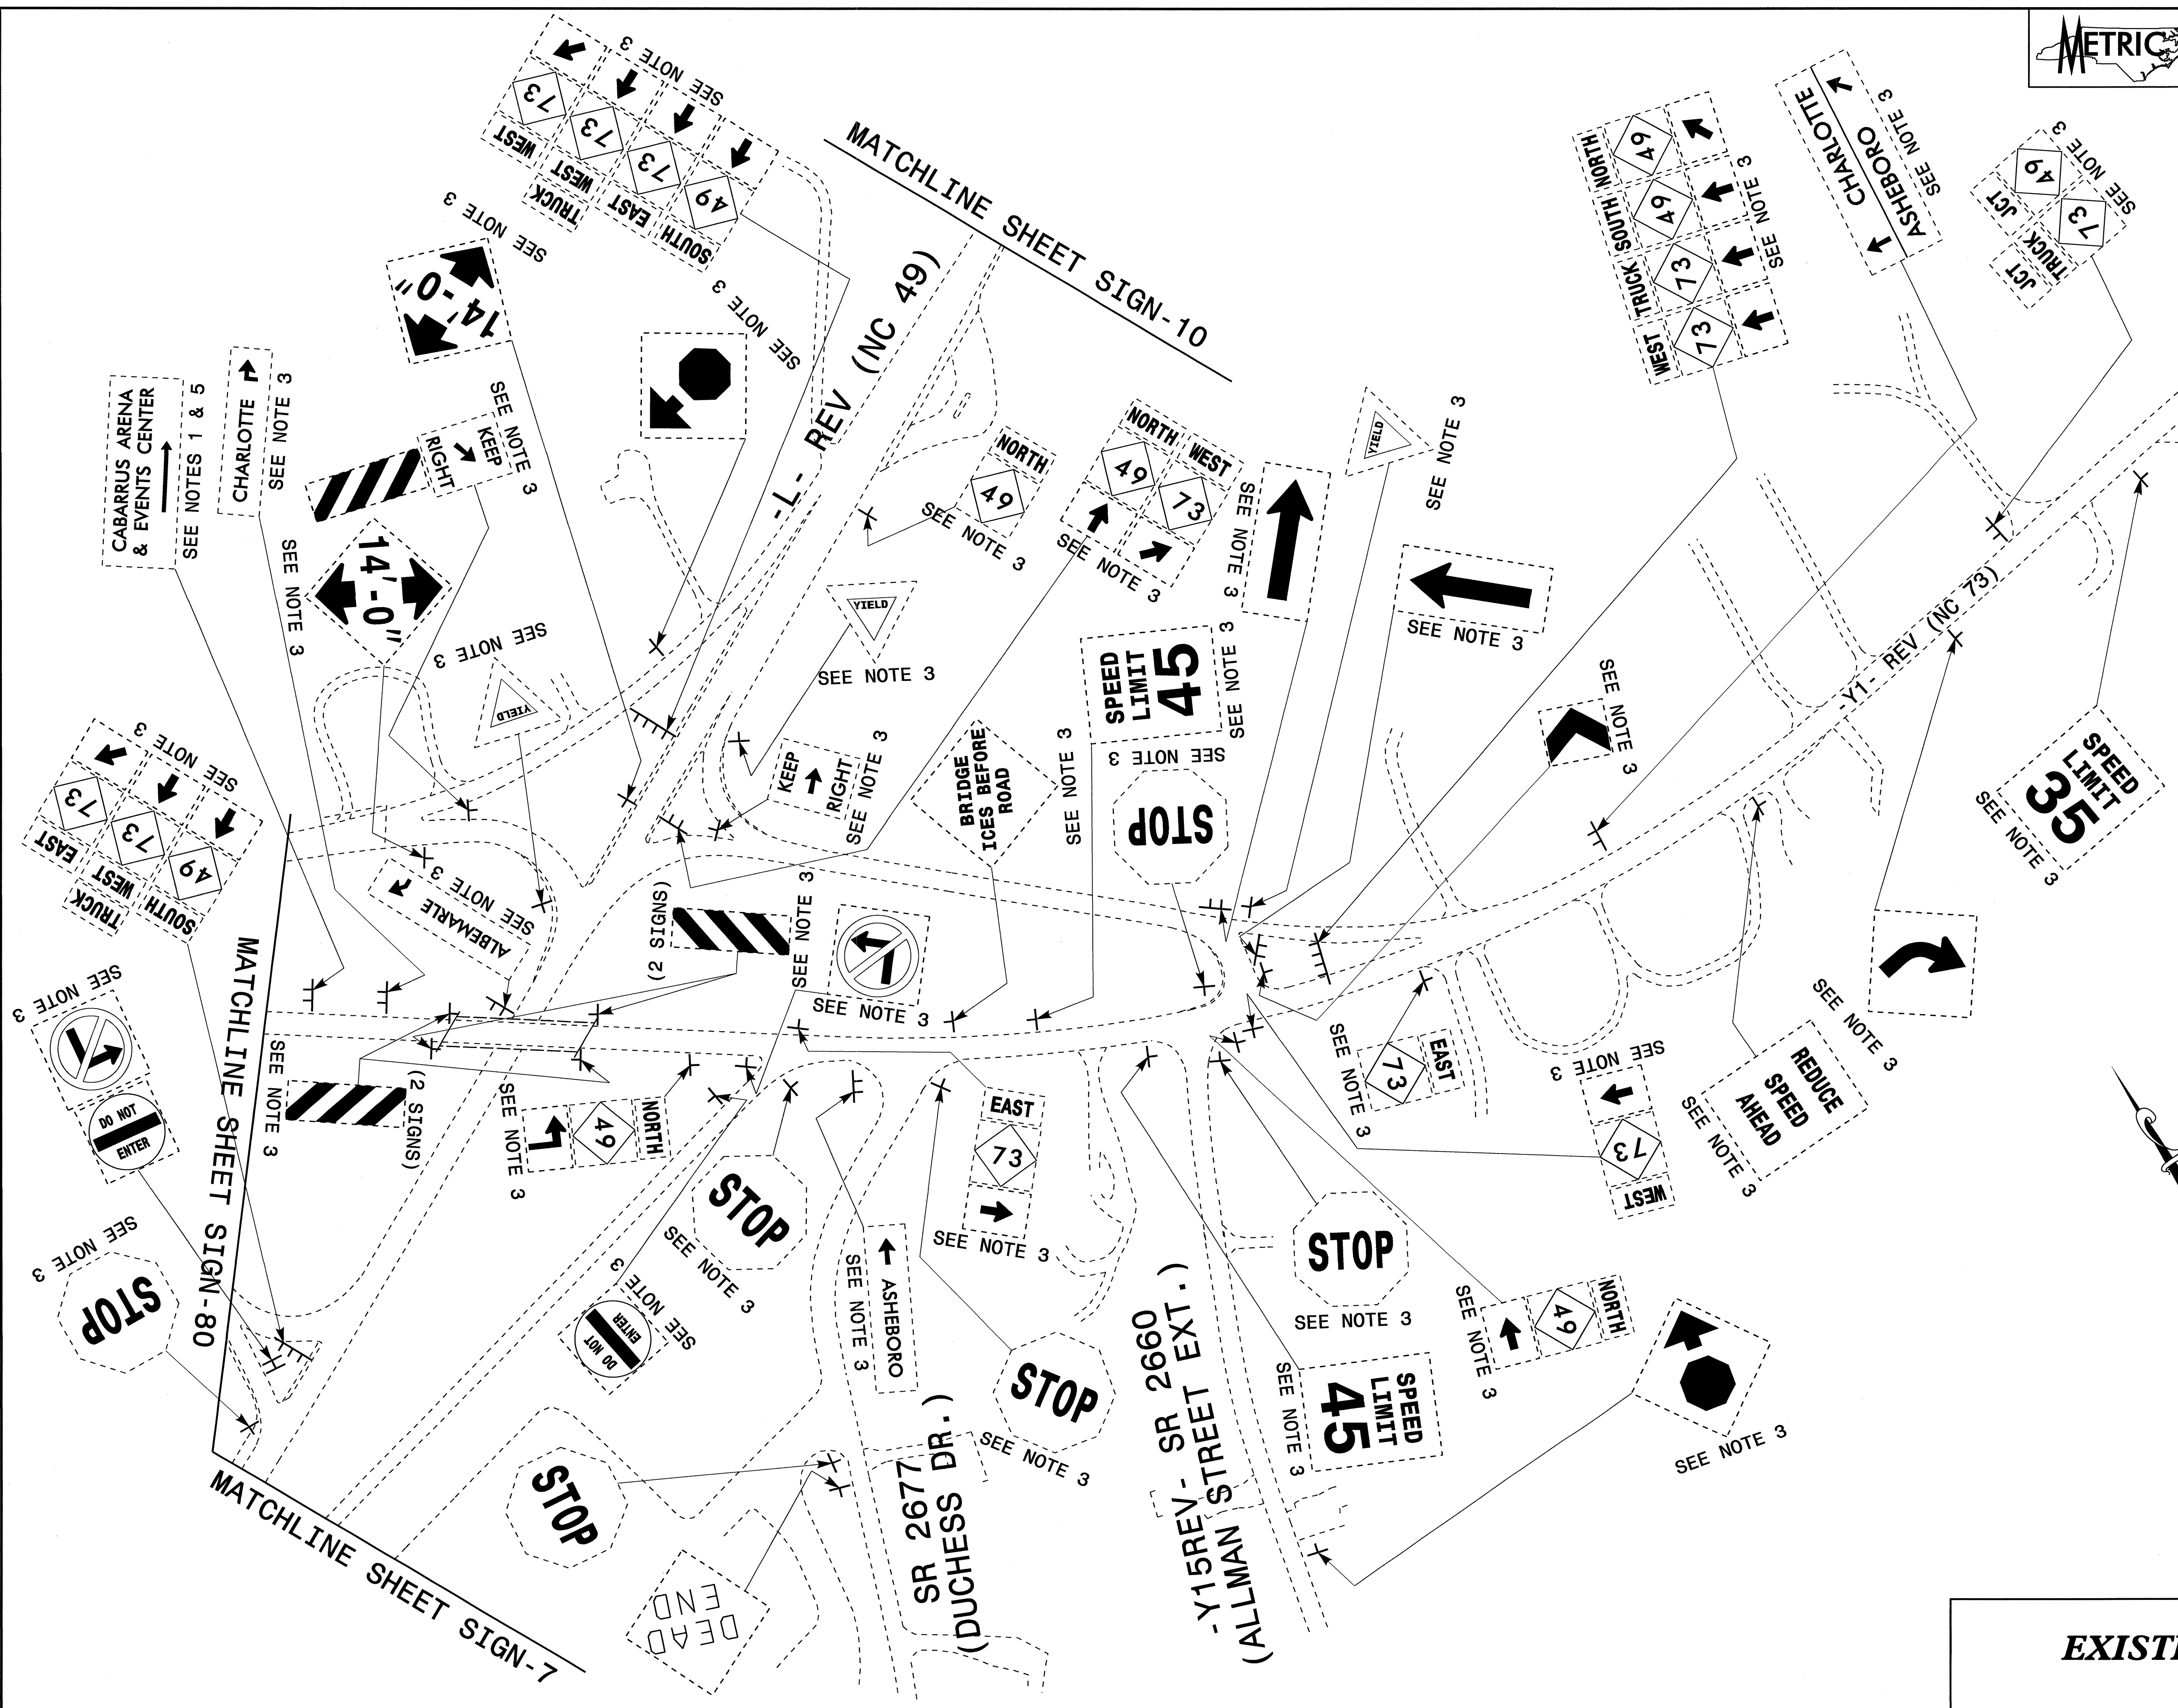 METRIC
73
WEST
73
WEST
TRUCK
73
EAST
49
SOUTH
SEE NOTE 3
SEE NOTE 3
MATCHLINE SHEET SIGN-10
14'-0"
SEE NOTE 3
SEE NOTE 3
-L- REV (NC 49)
CABARRUS ARENA
& EVENTS CENTER
SEE NOTES 1 & 5
CHARLOTTE
SEE NOTE 3
KEEP
RIGHT
SEE NOTE 3
14'-0"
SEE NOTE 3
YIELD
SEE NOTE 3
NORTH
49
SEE NOTE 3
NORTH
49
WEST
73
SEE NOTE 3
SEE NOTE 3
YIELD
SEE NOTE 3
SEE NOTE 3
NORTH
49
SOUTH
49
TRUCK
73
WEST
73
SEE NOTE 3
CHARLOTTE
ASHEBORO
SEE NOTE 3
49
JCT
73
TRUCK
JCT
SEE NOTE 3
-Y1- REV (NC 73)
YIELD
SEE NOTE 3
SPEED
LIMIT
45
SEE NOTE 3
KEEP
RIGHT
SEE NOTE 3
BRIDGE
ICES BEFORE
ROAD
SEE NOTE 3
STOP
SEE NOTE 3
SEE NOTE 3
SPEED
LIMIT
35
SEE NOTE 3
73
EAST
73
WEST
TRUCK
49
SOUTH
SEE NOTE 3
MATCHLINE SHEET SIGN-80
ALBEMARLE
SEE NOTE 3
(2 SIGNS)
SEE NOTE 3
SEE NOTE 3
SEE NOTE 3
DO NOT
ENTER
SEE NOTE 3
(2 SIGNS)
NORTH
49
SEE NOTE 3
STOP
SEE NOTE 3
EAST
73
SEE NOTE 3
EAST
73
SEE NOTE 3
73
WEST
SEE NOTE 3
REDUCE
SPEED
AHEAD
SEE NOTE 3
SEE NOTE 3
STOP
SEE NOTE 3
DO NOT
ENTER
SEE NOTE 3
ASHEBORO
SEE NOTE 3
STOP
SEE NOTE 3
STOP
SEE NOTE 3
NORTH
49
SEE NOTE 3
SPEED
LIMIT
45
SEE NOTE 3
SEE NOTE 3
MATCHLINE SHEET SIGN-7
STOP
DEAD
END
SR 2677
(DUCHESS DR.)
-Y15REV- SR 2660
(ALLMAN STREET EXT.)
EXISTI